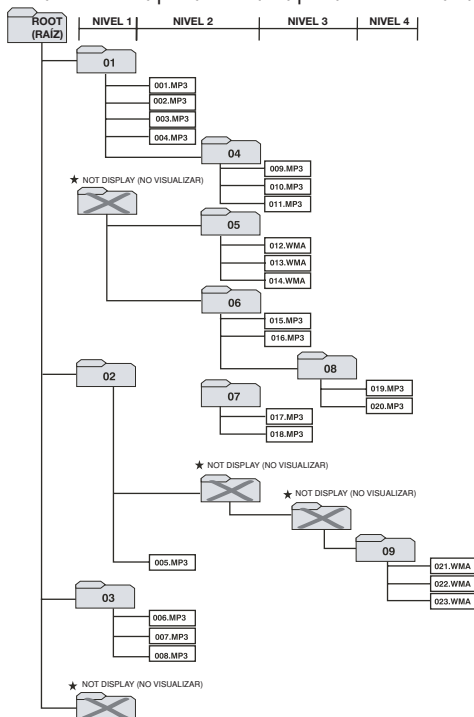 ROOT
(RAÍZ)
NIVEL 1
NIVEL 2
NIVEL 3
NIVEL 4
01
001.MP3
002.MP3
003.MP3
004.MP3
04
009.MP3
010.MP3
011.MP3
★ NOT DISPLAY (NO VISUALIZAR)
05
012.WMA
013.WMA
014.WMA
06
015.MP3
016.MP3
08
019.MP3
020.MP3
02
07
017.MP3
018.MP3
★ NOT DISPLAY (NO VISUALIZAR)
★ NOT DISPLAY (NO VISUALIZAR)
09
021.WMA
022.WMA
023.WMA
005.MP3
03
006.MP3
007.MP3
008.MP3
★ NOT DISPLAY (NO VISUALIZAR)